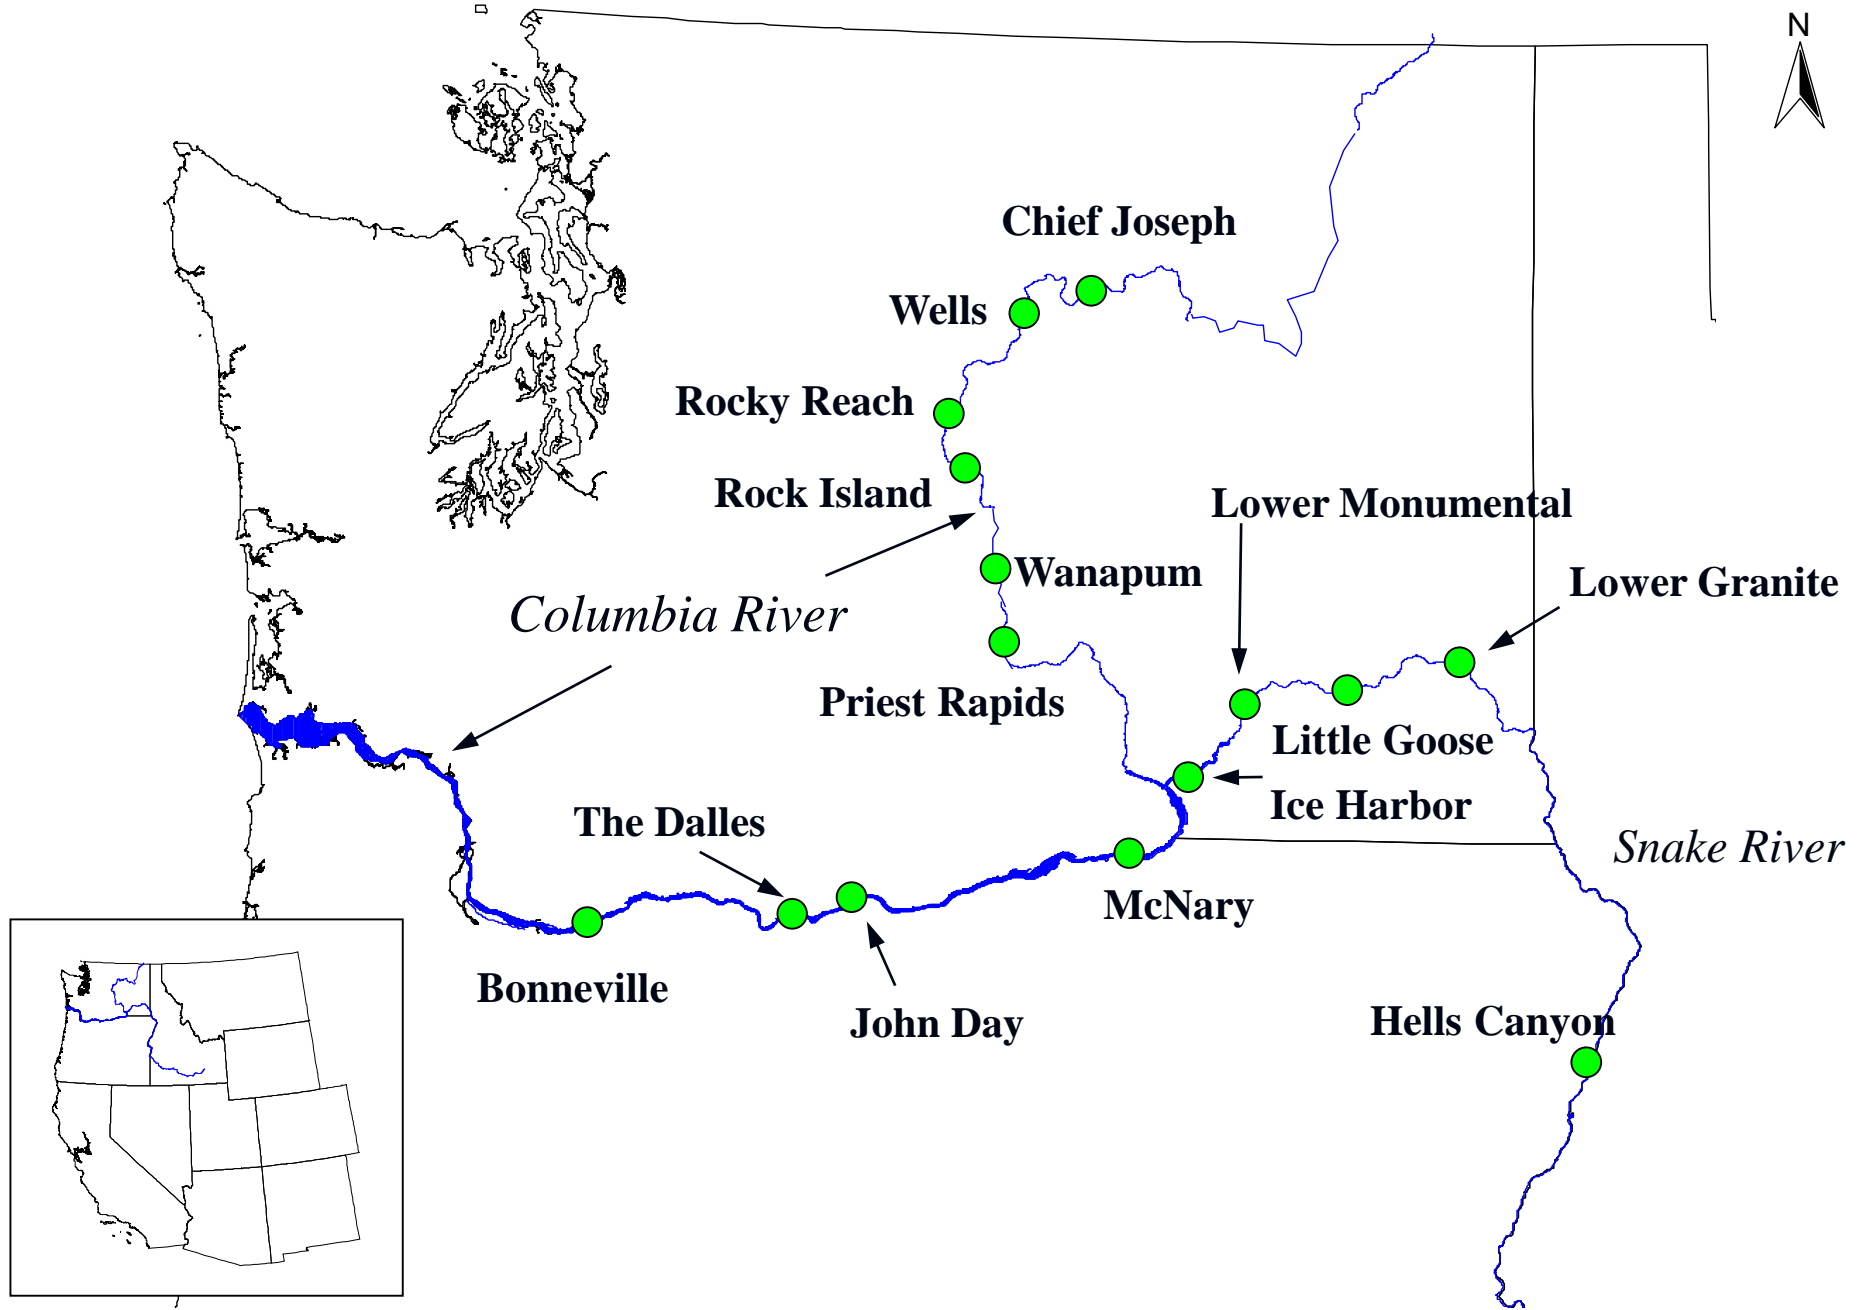 N
Chief Joseph
Wells
Rocky Reach
Rock Island
Lower Monumental
Wanapum
Lower Granite
Columbia River
Priest Rapids
Little Goose
Ice Harbor
The Dalles
Snake River
McNary
Bonneville
John Day
Hells Canyon